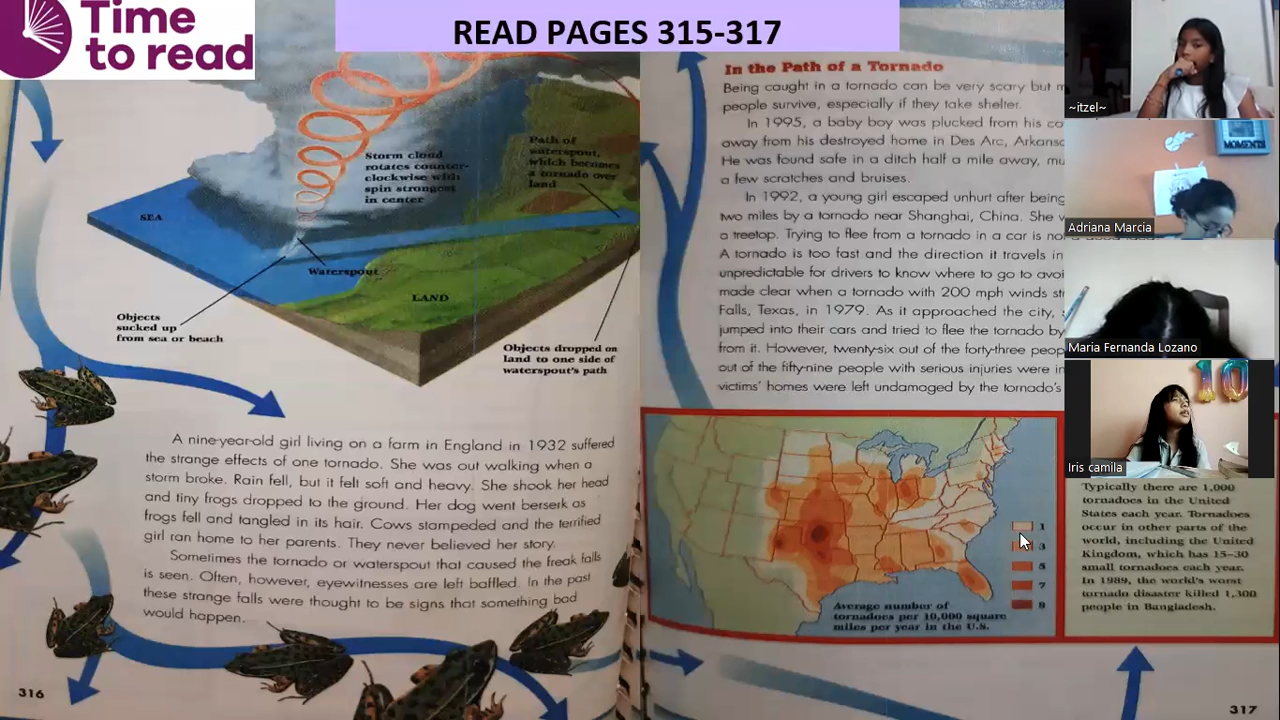 Time
to read
READ PAGES 315-317
Storm cloud
rotates counter-
clockwise with
spin strongest
in center
Path of
waterspout,
which becomes
a tornado over
land
SEA
Waterspout
LAND
Objects
sucked up
from sea or beach
Objects dropped on
land to one side of
waterspout's path
A nine-year-old girl living on a farm in England in 1932 suffered
the strange effects of one tornado. She was out walking when a
storm broke. Rain fell, but it felt soft and heavy. She shook her head
and tiny frogs dropped to the ground. Her dog went berserk as
frogs fell and tangled in its hair. Cows stampeded and the terrified
girl ran home to her parents. They never believed her story.
Sometimes the tornado or waterspout that caused the freak falls
is seen. Often, however, eyewitnesses are left baffled. In the past
these strange falls were thought to be signs that something bad
would happen.
316
In the Path of a Tornado
Being caught in a tornado can be very scary but
people survive, especially if they take shelter.
In 1995, a baby boy was plucked from his
away from his destroyed home in Des Arc,
He was found safe in a ditch half a mile away,
a few scratches and bruises.
In 1992, a young girl escaped unhurt after being
two miles by a tornado near Shanghai, China. She
a treetop. Trying to flee from a tornado in a car is
A tornado is too fast and the direction it travels in
unpredictable for drivers to know where to go to
made clear when a tornado with 200 mph winds
Falls, Texas, in 1979. As it approached the city,
jumped into their cars and tried to flee the tornado by
from it. However, twenty-six out of the forty-three
out of the fifty-nine people with serious injuries were
victims' homes were left undamaged by the tornado's
1
3
5
7
9
Average number of
tornadoes per 10,000 square
miles per year in the U.S.
Typically there are 1,000
tornadoes in the United
States each year. Tornadoes
occur in other parts of the
world, including the United
Kingdom, which has 15-30
small tornadoes each year.
In 1989, the world's worst
tornado disaster killed 1,300
people in Bangladesh.
317
~itzel~
MOMENTS
Adriana Marcia
Maria Fernanda Lozano
10
Iris camila